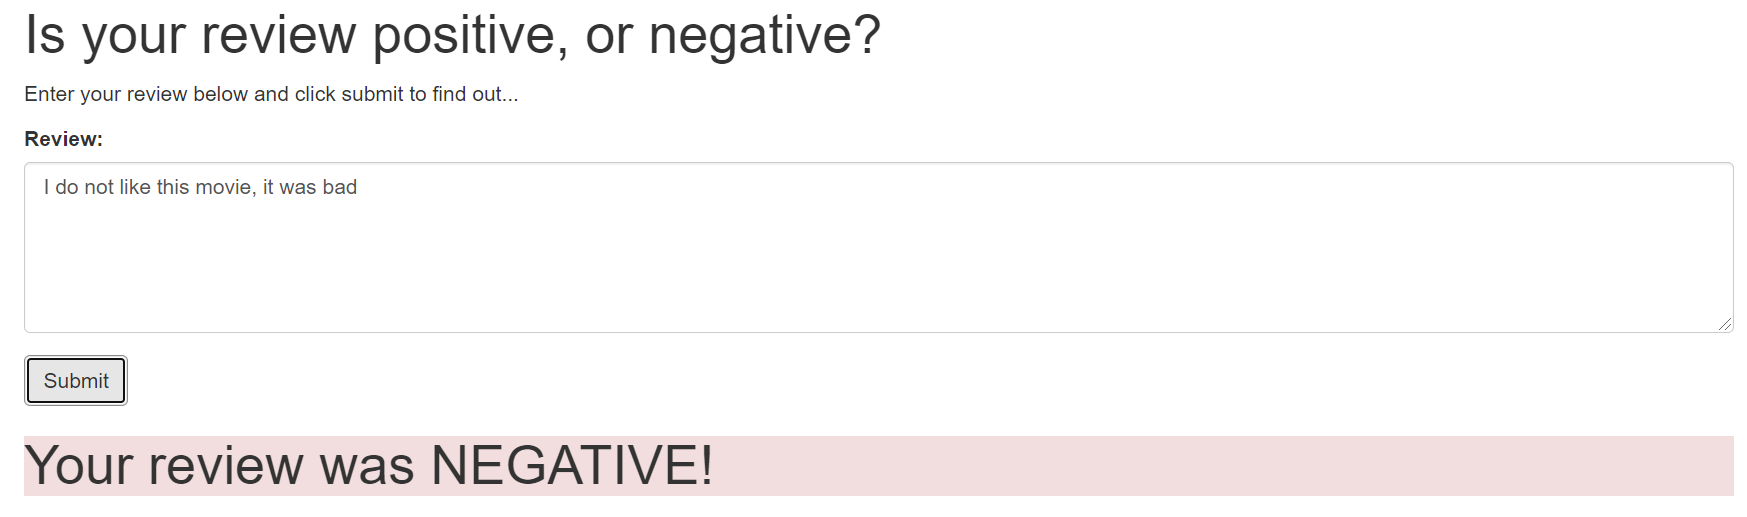 Is your review positive, or negative?
Enter your review below and click submit to find out...
Review:
I do not like this movie, it was bad
Submit
Your review was NEGATIVE!